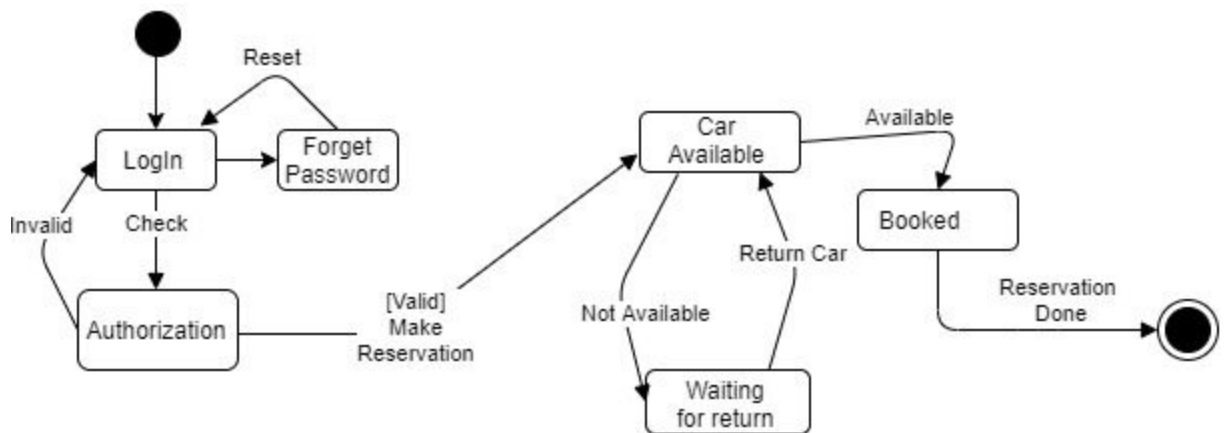 Reset
LogIn
Forget
Password
Invalid
Check
Authorization
[Valid]
Make
Reservation
Car
Available
Available
Booked
Not Available
Return Car
Waiting
for return
Reservation
Done